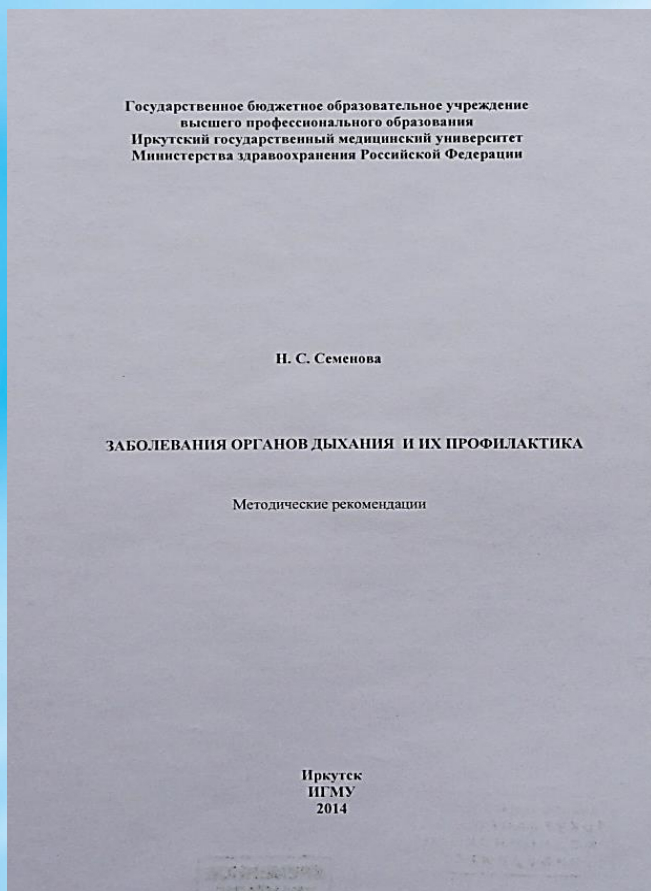 Государственное бюджетное образовательное учреждение
высшего профессионального образования
Иркутский государственный медицинский университет
Министерства здравоохранения Российской Федерации
Н. С. Семенова
ЗАБОЛЕВАНИЯ ОРГАНОВ ДЫХАНИЯ И ИХ ПРОФИЛАКТИКА
Методические рекомендации
Иркутск
ИГМУ
2014